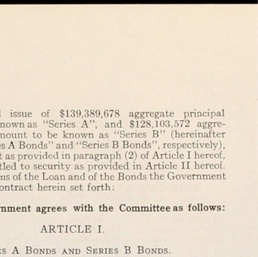 issue of $139,389,678 aggregate principal
nown as "Series A", and $128,103,572 aggre-
mount to be known as "Series B" (hereinafter
s A Bonds" and "Series B Bonds", respectively),
t as provided in paragraph (2) of Article I hereof,
tled to security as provided in Article II hereof.
ns of the Loan and of the Bonds the Government
ontract herein set forth:
rnment agrees with the Committee as follows:
ARTICLE I.
S A BONDS AND SERIES B BONDS.